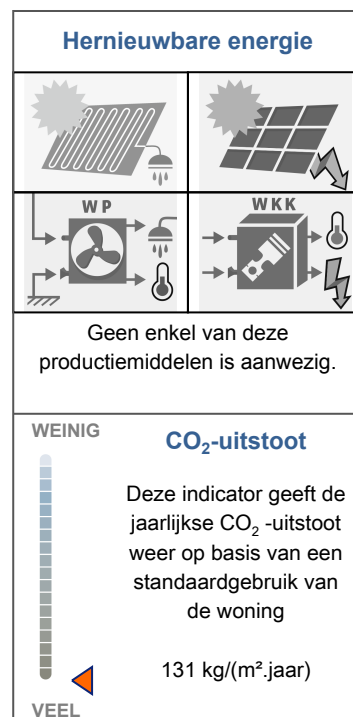 Hernieuwbare energie
WP
WKK
Geen enkel van deze
productiemiddelen is aanwezig.
WEINIG
CO₂-uitstoot
Deze indicator geeft de
jaarlijkse CO₂ -uitstoot
weer op basis van een
standaardgebruik van
de woning
131 kg/(m².jaar)
VEEL